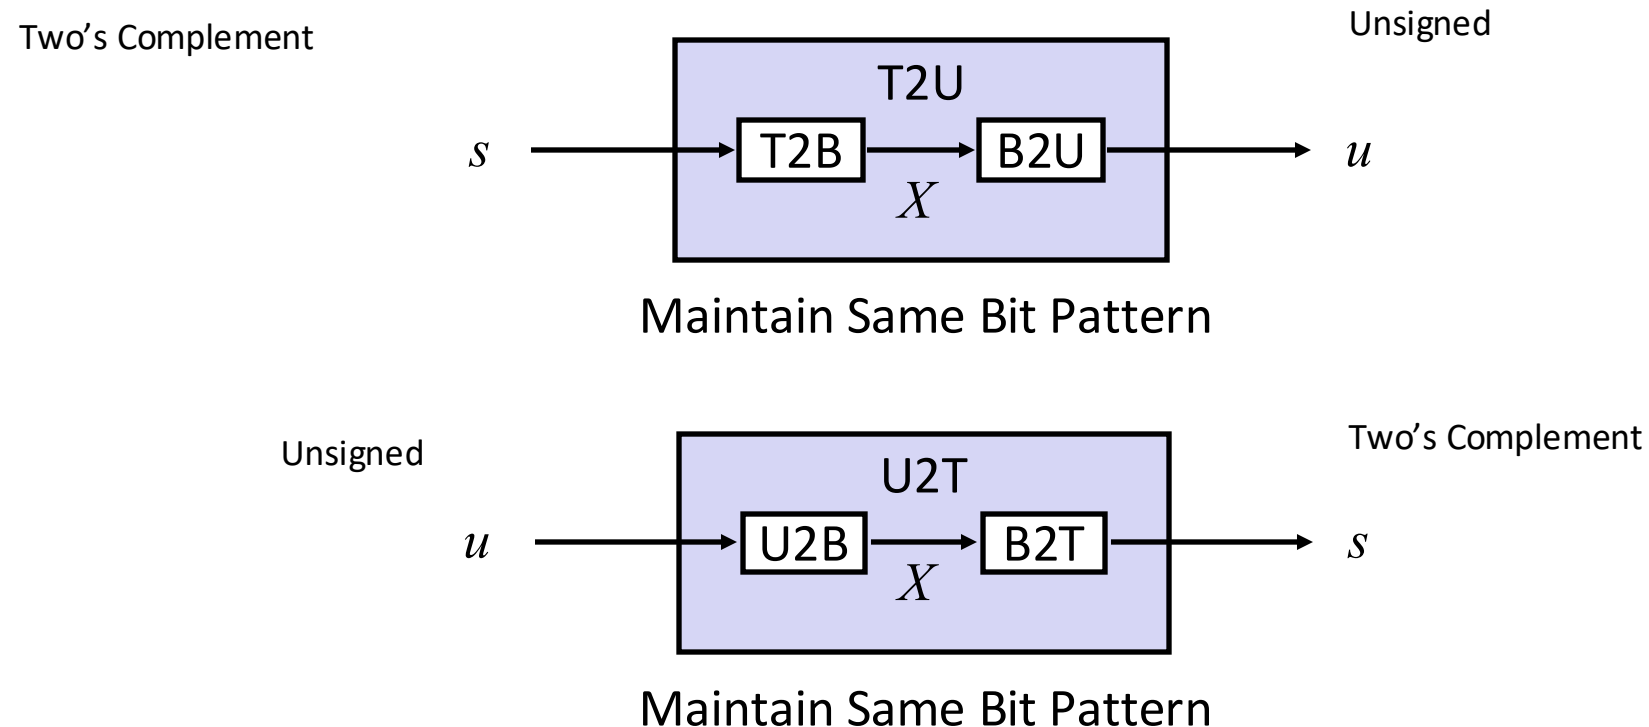 Two’s Complement
Unsigned
T2U
s
T2B
B2U
u
X
Maintain Same Bit Pattern
Unsigned
Two’s Complement
U2T
u
U2B
B2T
s
X
Maintain Same Bit Pattern